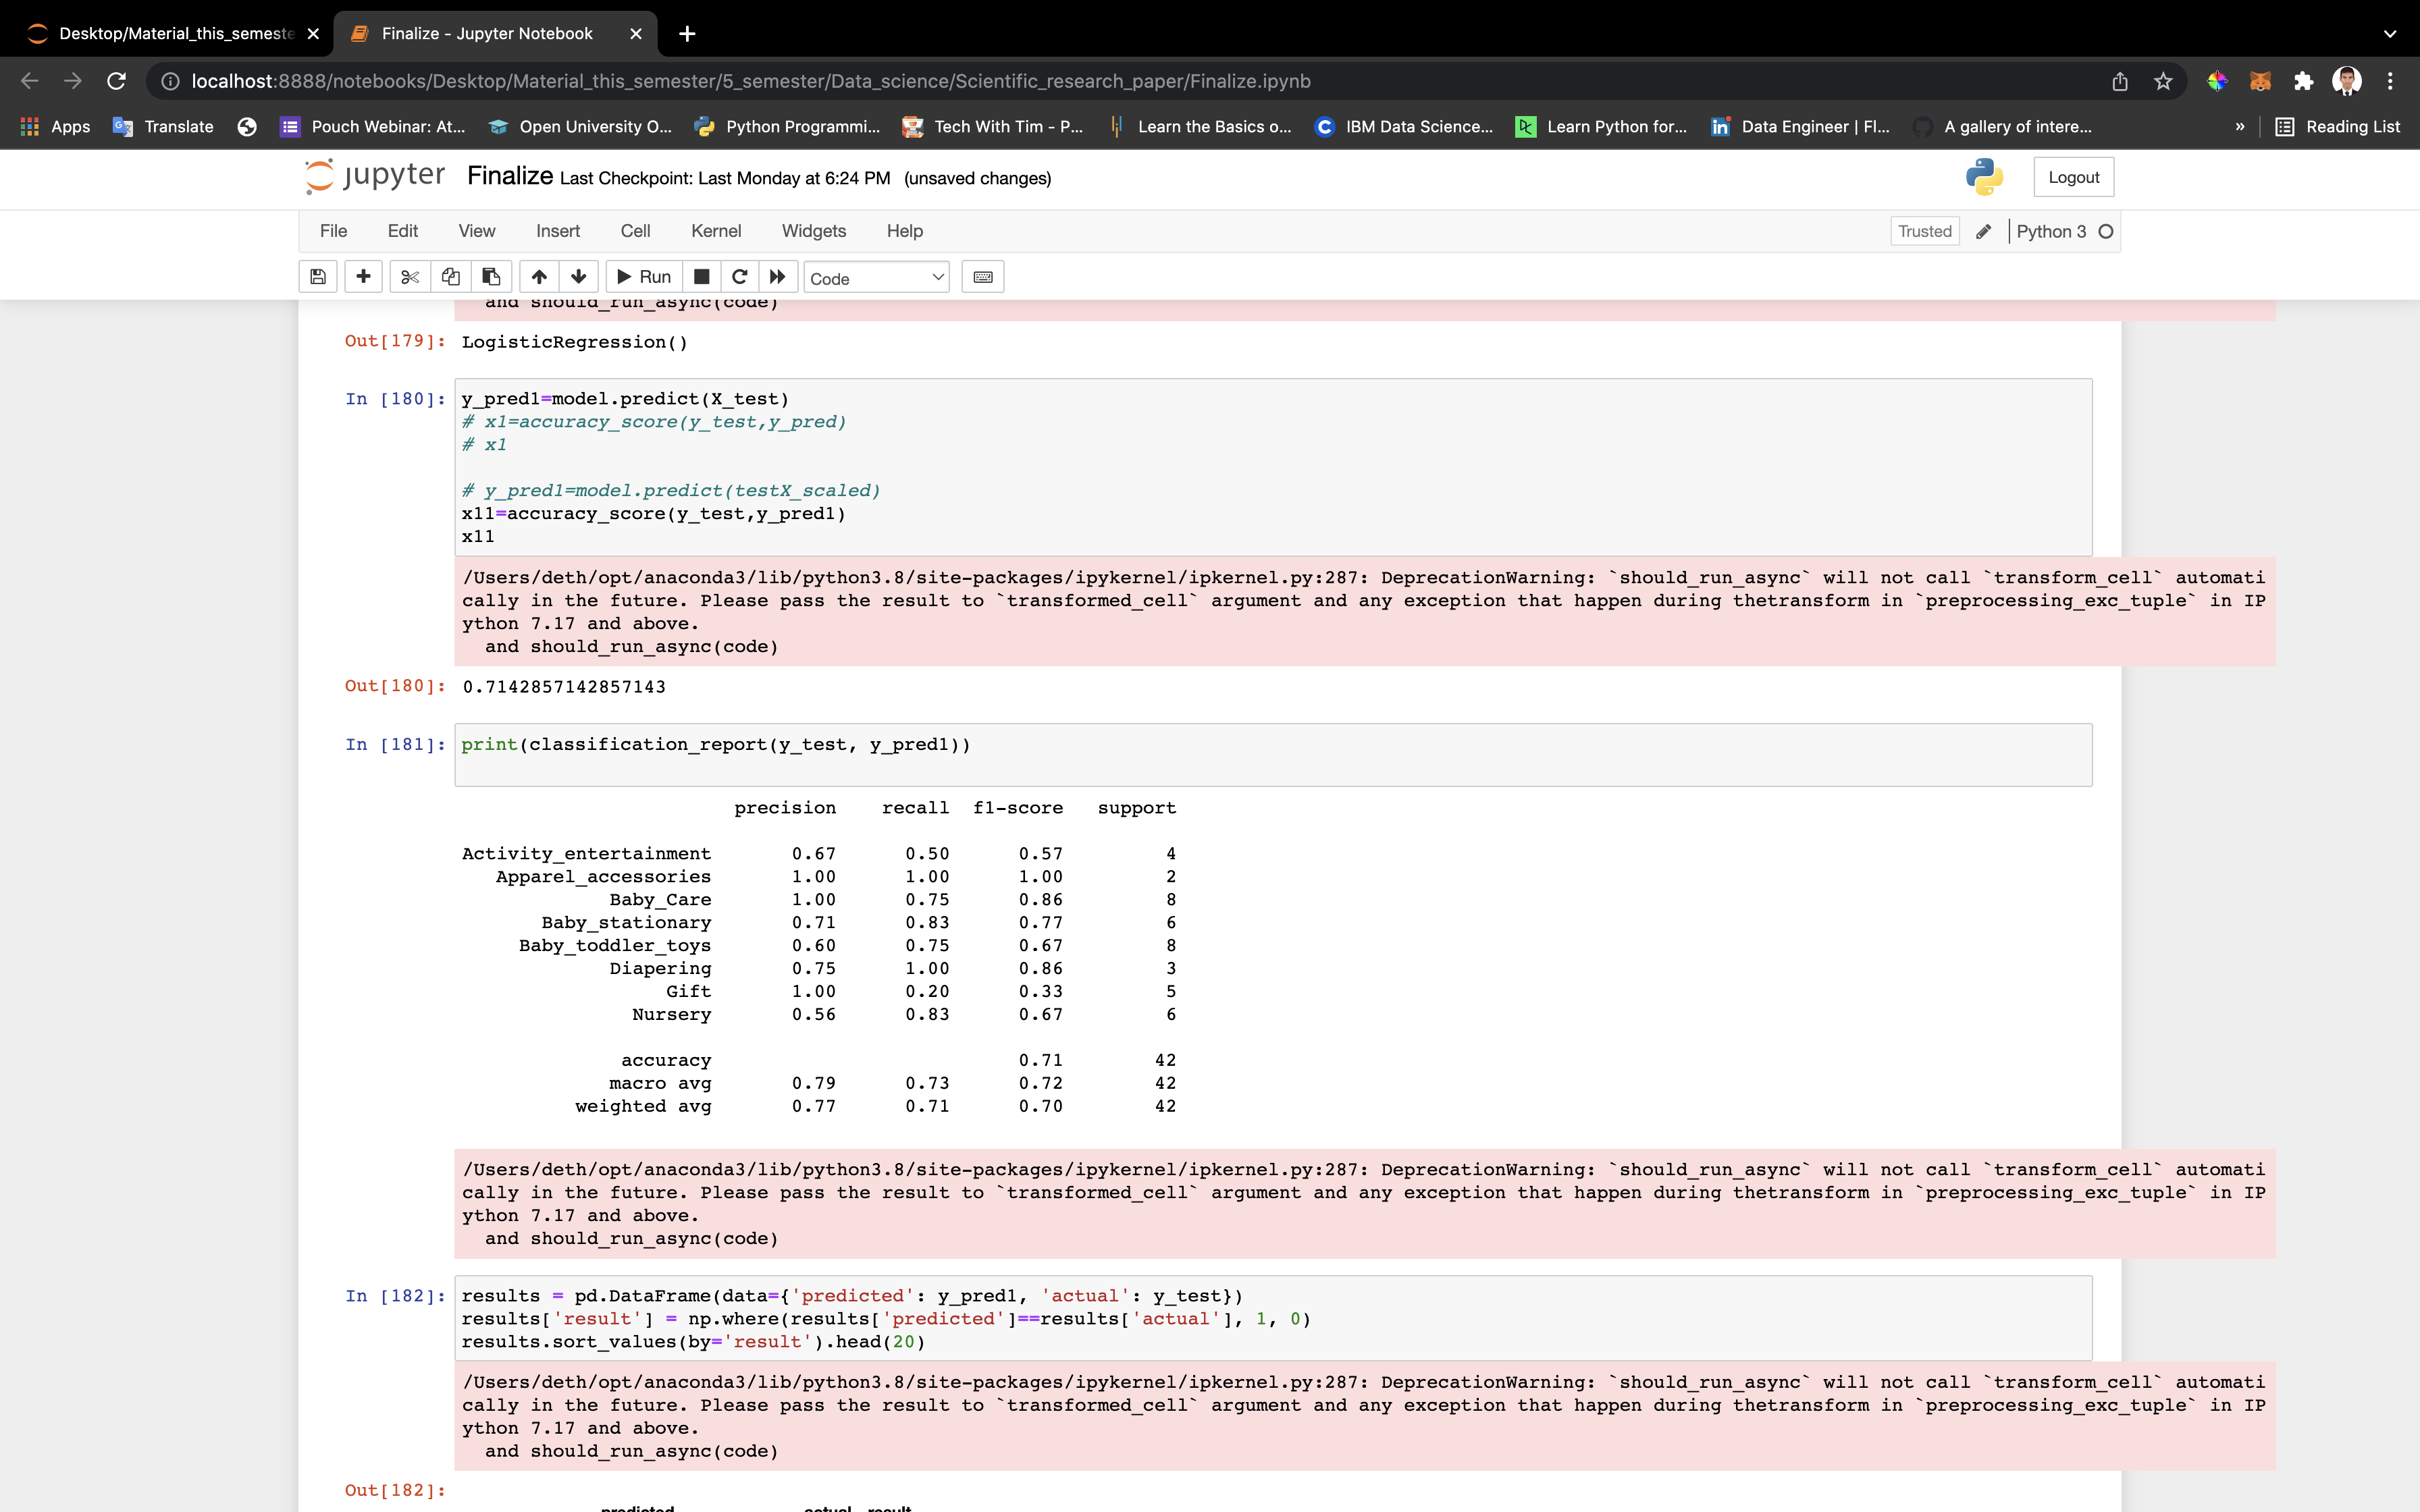 Desktop/Material_this_semeste
Finalize - Jupyter Notebook
localhost:8888/notebooks/Desktop/Material_this_semester/5_semester/Data_science/Scientific_research_paper/Finalize.ipynb
Apps Translate Pouch Webinar: At... Open University O... Python Programmi... Tech With Tim - P... Learn the Basics o... IBM Data Science... Learn Python for... Data Engineer | Fl... A gallery of intere... » Reading List
jupyter Finalize Last Checkpoint: Last Monday at 6:24 PM (unsaved changes) Logout
File Edit View Insert Cell Kernel Widgets Help Trusted Python 3
Run Code
and should_run_async(code)
Out[179]: LogisticRegression()
In [180]: y_pred1=model.predict(X_test)
# x1=accuracy_score(y_test,y_pred)
# x1
# y_pred1=model.predict(testX_scaled)
x11=accuracy_score(y_test,y_pred1)
x11
/Users/deth/opt/anaconda3/lib/python3.8/site-packages/ipykernel/ipkernel.py:287: DeprecationWarning: `should_run_async` will not call `transform_cell` automati
cally in the future. Please pass the result to `transformed_cell` argument and any exception that happen during thetransform in `preprocessing_exc_tuple` in IP
ython 7.17 and above.
and should_run_async(code)
Out[180]: 0.7142857142857143
In [181]: print(classification_report(y_test, y_pred1))
precision recall f1-score support
Activity_entertainment 0.67 0.50 0.57 4
Apparel_accessories 1.00 1.00 1.00 2
Baby_Care 1.00 0.75 0.86 8
Baby_stationary 0.71 0.83 0.77 6
Baby_toddler_toys 0.60 0.75 0.67 8
Diapering 0.75 1.00 0.86 3
Gift 1.00 0.20 0.33 5
Nursery 0.56 0.83 0.67 6
accuracy 0.71 42
macro avg 0.79 0.73 0.72 42
weighted avg 0.77 0.71 0.70 42
/Users/deth/opt/anaconda3/lib/python3.8/site-packages/ipykernel/ipkernel.py:287: DeprecationWarning: `should_run_async` will not call `transform_cell` automati
cally in the future. Please pass the result to `transformed_cell` argument and any exception that happen during thetransform in `preprocessing_exc_tuple` in IP
ython 7.17 and above.
and should_run_async(code)
In [182]: results = pd.DataFrame(data={'predicted': y_pred1, 'actual': y_test})
results['result'] = np.where(results['predicted']==results['actual'], 1, 0)
results.sort_values(by='result').head(20)
/Users/deth/opt/anaconda3/lib/python3.8/site-packages/ipykernel/ipkernel.py:287: DeprecationWarning: `should_run_async` will not call `transform_cell` automati
cally in the future. Please pass the result to `transformed_cell` argument and any exception that happen during thetransform in `preprocessing_exc_tuple` in IP
ython 7.17 and above.
and should_run_async(code)
Out[182]:
predicted actual result